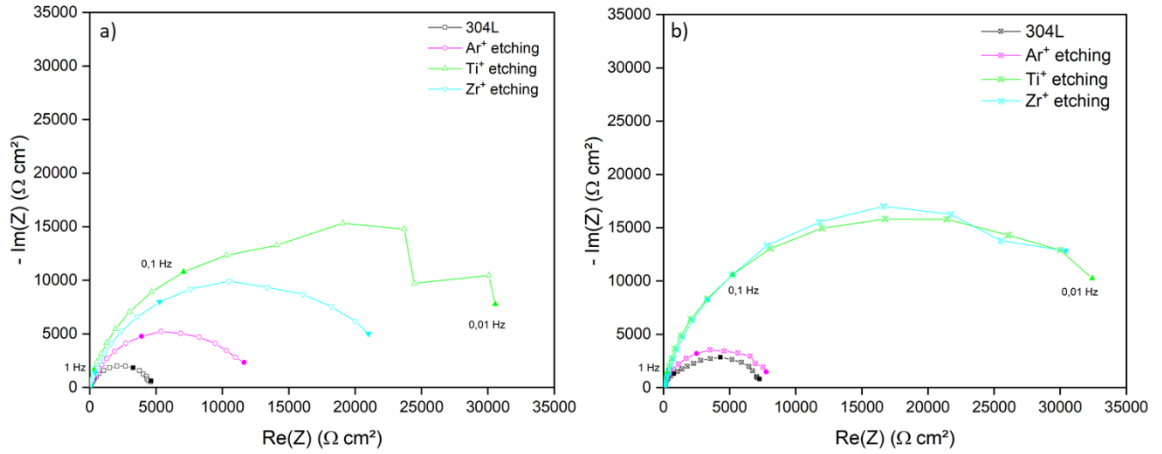 a)
304L
Ar⁺ etching
Ti⁺ etching
Zr⁺ etching
35000
30000
25000
20000
15000
10000
5000
0
- Im(Z) (Ω cm²)
0,1 Hz
0,01 Hz
1 Hz
0 5000 10000 15000 20000 25000 30000 35000
Re(Z) (Ω cm²)
b)
304L
Ar⁺ etching
Ti⁺ etching
Zr⁺ etching
35000
30000
25000
20000
15000
10000
5000
0
- Im(Z) (Ω cm²)
0,1 Hz
0,01 Hz
1 Hz
0 5000 10000 15000 20000 25000 30000 35000
Re(Z) (Ω cm²)